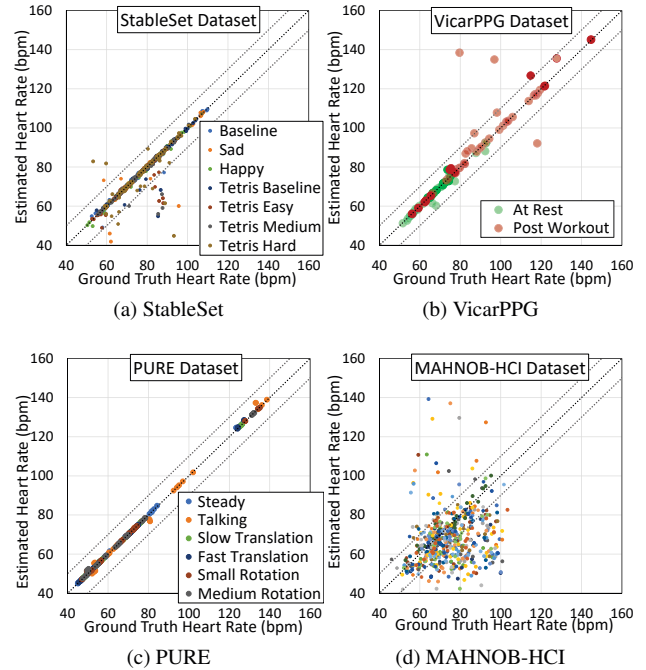 StableSet Dataset
Estimated Heart Rate (bpm)
160
140
120
100
80
60
40
Baseline
Sad
Happy
Tetris Baseline
Tetris Easy
Tetris Medium
Tetris Hard
40 60 80 100 120 140 160
Ground Truth Heart Rate (bpm)
(a) StableSet
VicarPPG Dataset
Estimated Heart Rate (bpm)
160
140
120
100
80
60
40
At Rest
Post Workout
40 60 80 100 120 140 160
Ground Truth Heart Rate (bpm)
(b) VicarPPG
PURE Dataset
Estimated Heart Rate (bpm)
160
140
120
100
80
60
40
Steady
Talking
Slow Translation
Fast Translation
Small Rotation
Medium Rotation
40 60 80 100 120 140 160
Ground Truth Heart Rate (bpm)
(c) PURE
MAHNOB-HCI Dataset
Estimated Heart Rate (bpm)
160
140
120
100
80
60
40
40 60 80 100 120 140 160
Ground Truth Heart Rate (bpm)
(d) MAHNOB-HCI